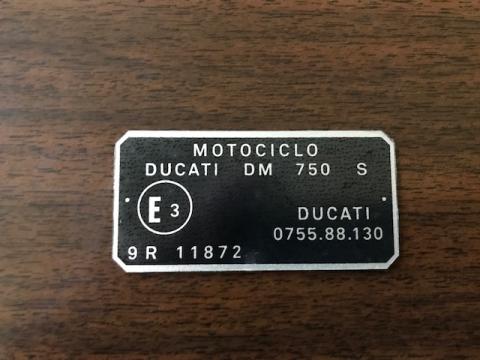 MOTOCICLO
DUCATI DM 750 S
E 3
DUCATI
0755.88.130
9R 11872